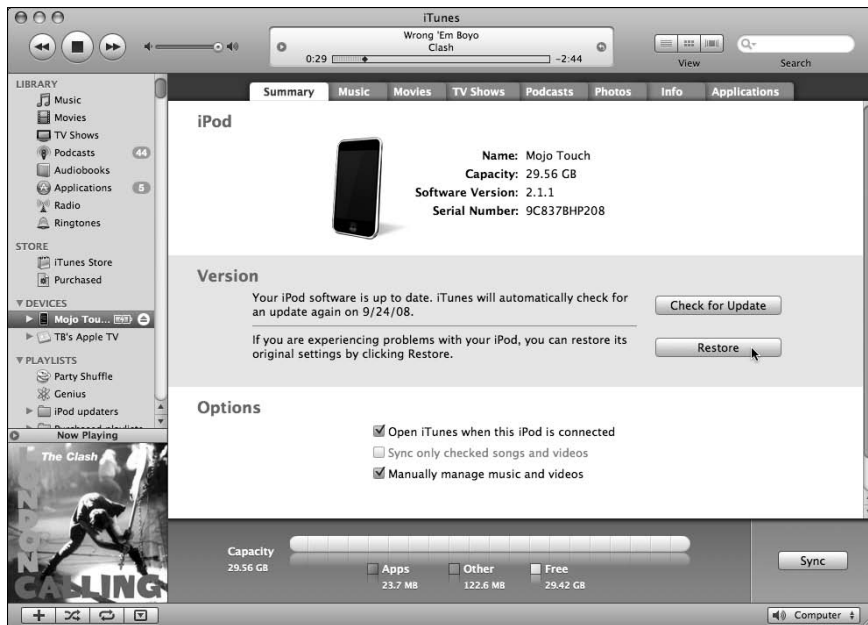 iTunes
Wrong 'Em Boyo
Clash
0:29
-2:44
View
Search
LIBRARY
Music
Movies
TV Shows
Podcasts 44
Audiobooks
Applications 5
Radio
Ringtones
STORE
iTunes Store
Purchased
DEVICES
Mojo Tou...
TB's Apple TV
PLAYLISTS
Party Shuffle
Genius
iPod updaters
Purchased playlists
Now Playing
The Clash
LONDON
CALLING
Summary Music Movies TV Shows Podcasts Photos Info Applications
iPod
Name: Mojo Touch
Capacity: 29.56 GB
Software Version: 2.1.1
Serial Number: 9C837BHP208
Version
Your iPod software is up to date. iTunes will automatically check for
an update again on 9/24/08.
Check for Update
If you are experiencing problems with your iPod, you can restore its
original settings by clicking Restore.
Restore
Options
Open iTunes when this iPod is connected
Sync only checked songs and videos
Manually manage music and videos
Capacity
29.56 GB
Apps
23.7 MB
Other
122.6 MB
Free
29.42 GB
Sync
Computer